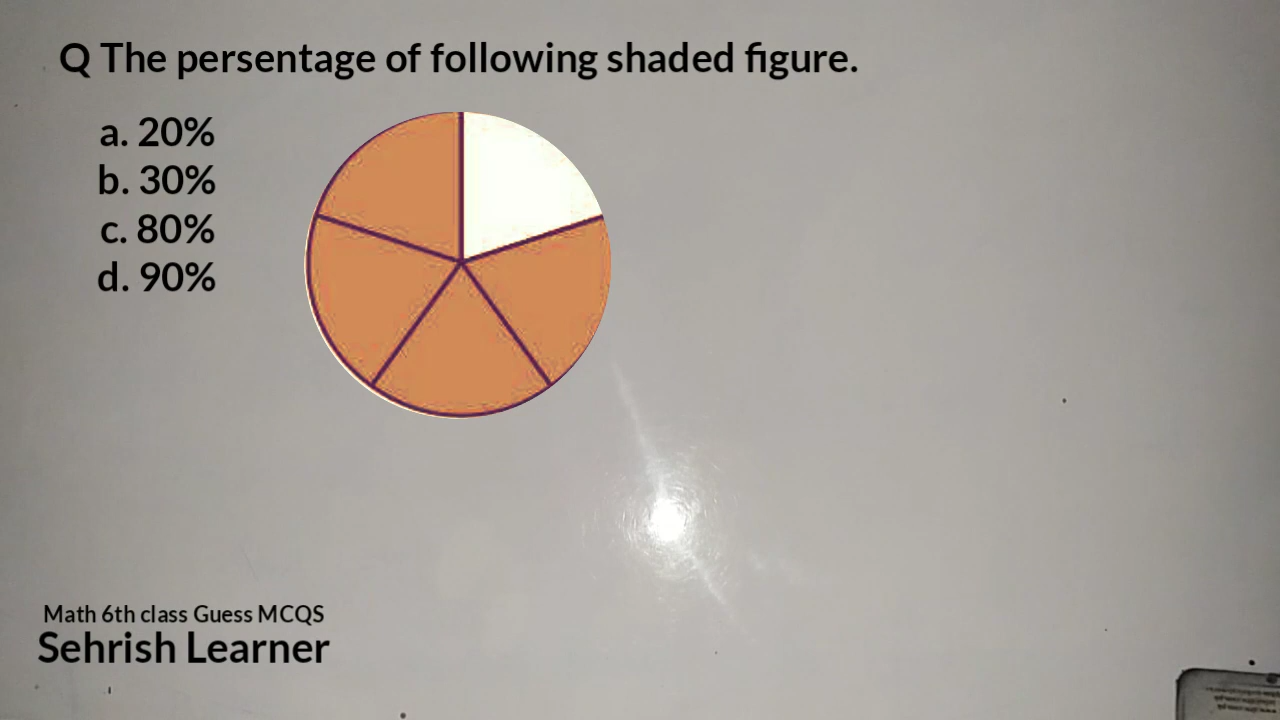 Q The persentage of following shaded figure.
a. 20%
b. 30%
c. 80%
d. 90%
Math 6th class Guess MCQS
Sehrish Learner